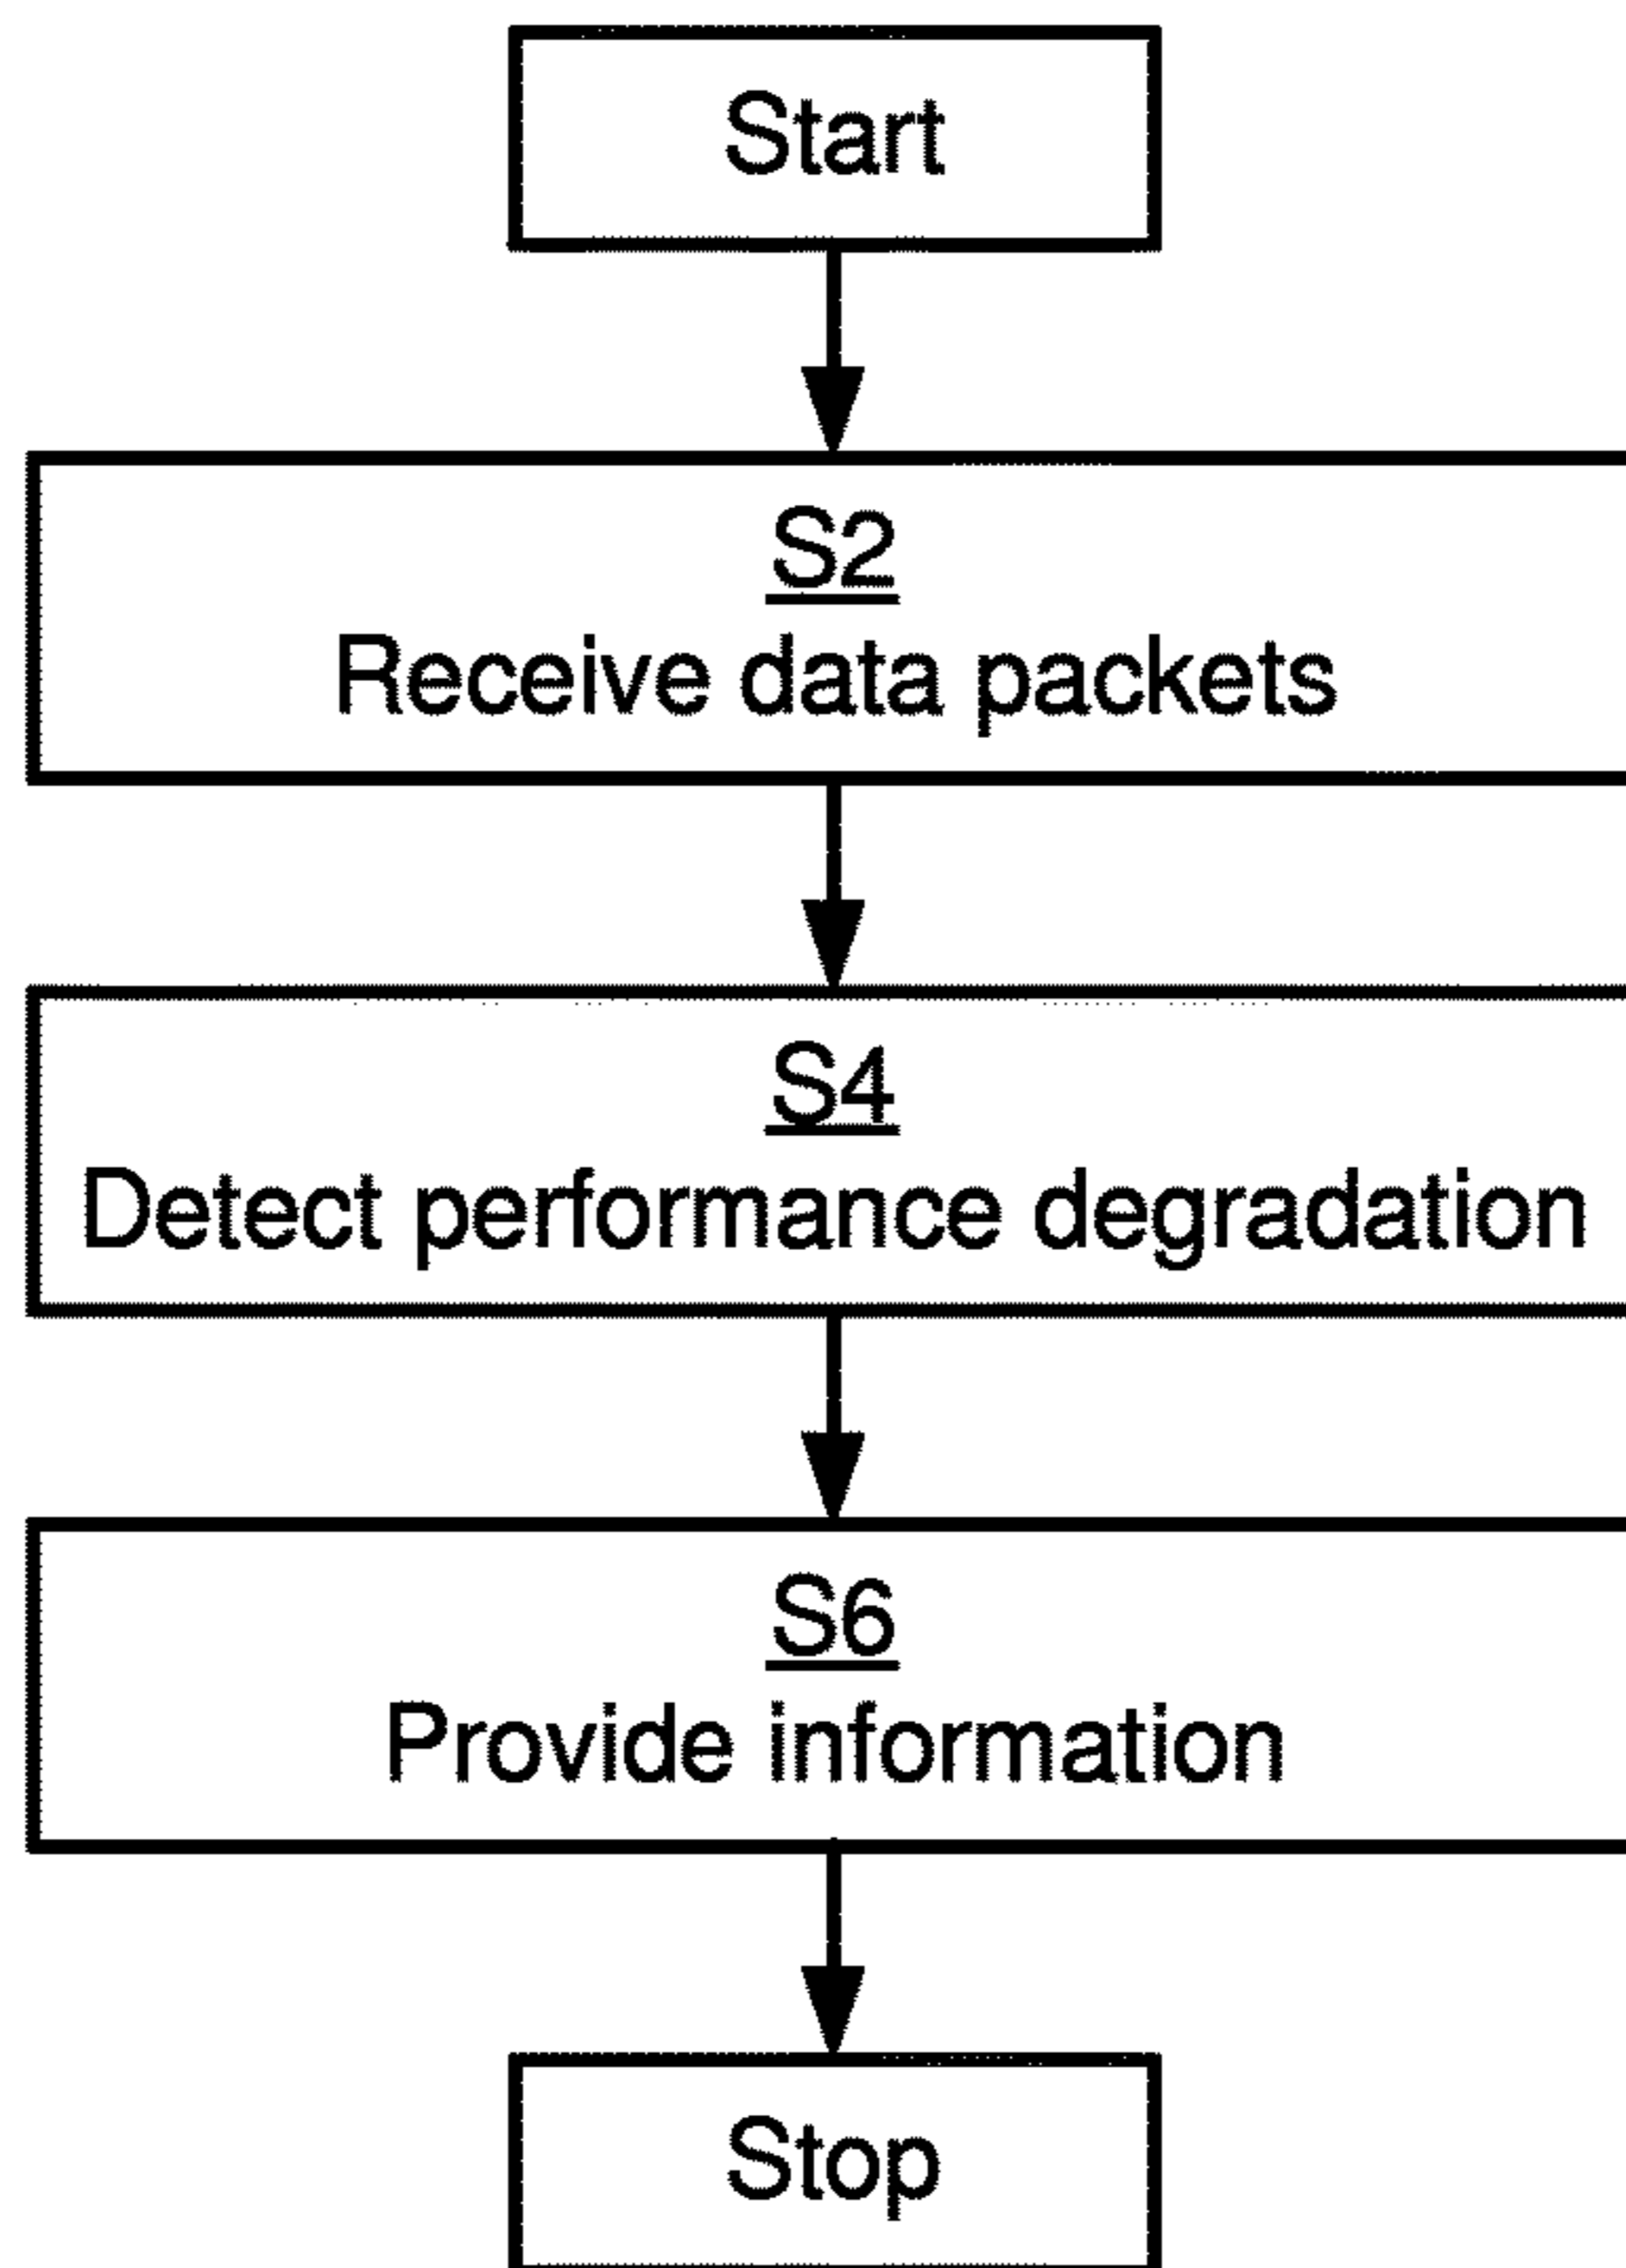 Start
S2
Receive data packets
S4
Detect performance degradation
S6
Provide information
Stop